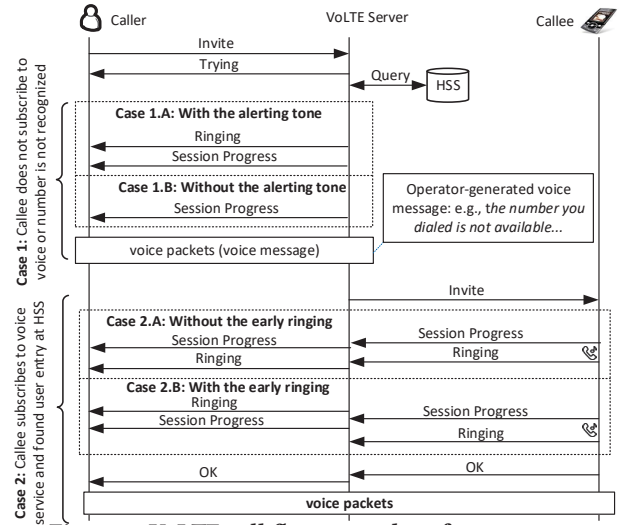 Caller
VoLTE Server
Callee
Invite
Trying
Query
HSS
Case 1: Callee does not subscribe to
voice or number is not recognized
Case 1.A: With the alerting tone
Ringing
Session Progress
Case 1.B: Without the alerting tone
Session Progress
Operator-generated voice
message: e.g., the number you
dialed is not available...
voice packets (voice message)
Case 2: Callee subscribes to voice
service and found user entry at HSS
Invite
Case 2.A: Without the early ringing
Session Progress
Session Progress
Ringing
Ringing
Case 2.B: With the early ringing
Ringing
Session Progress
Session Progress
Ringing
OK
OK
voice packets